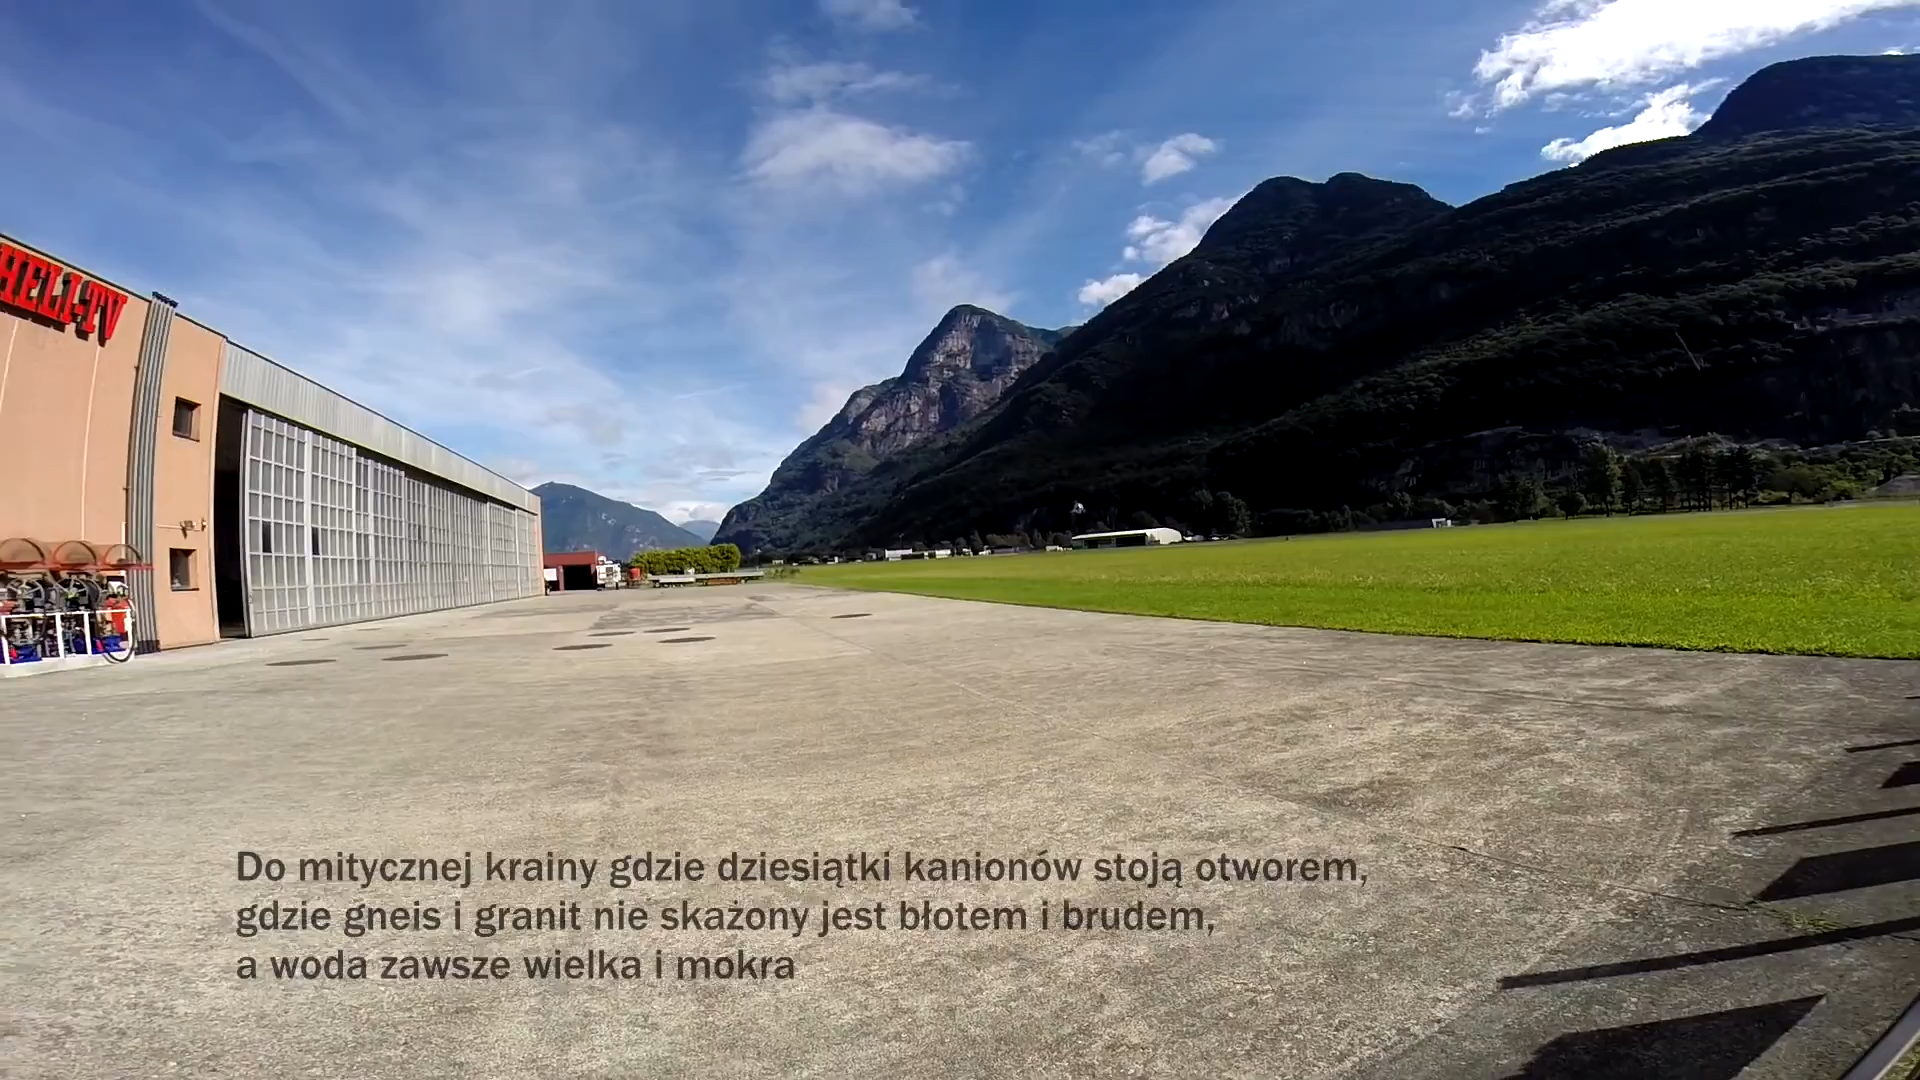 HELI-TV
Do mitycznej krainy gdzie dziesiątki kanionów stoją otworem,
gdzie gneis i granit nie skażony jest błotem i brudem,
a woda zawsze wielka i mokra